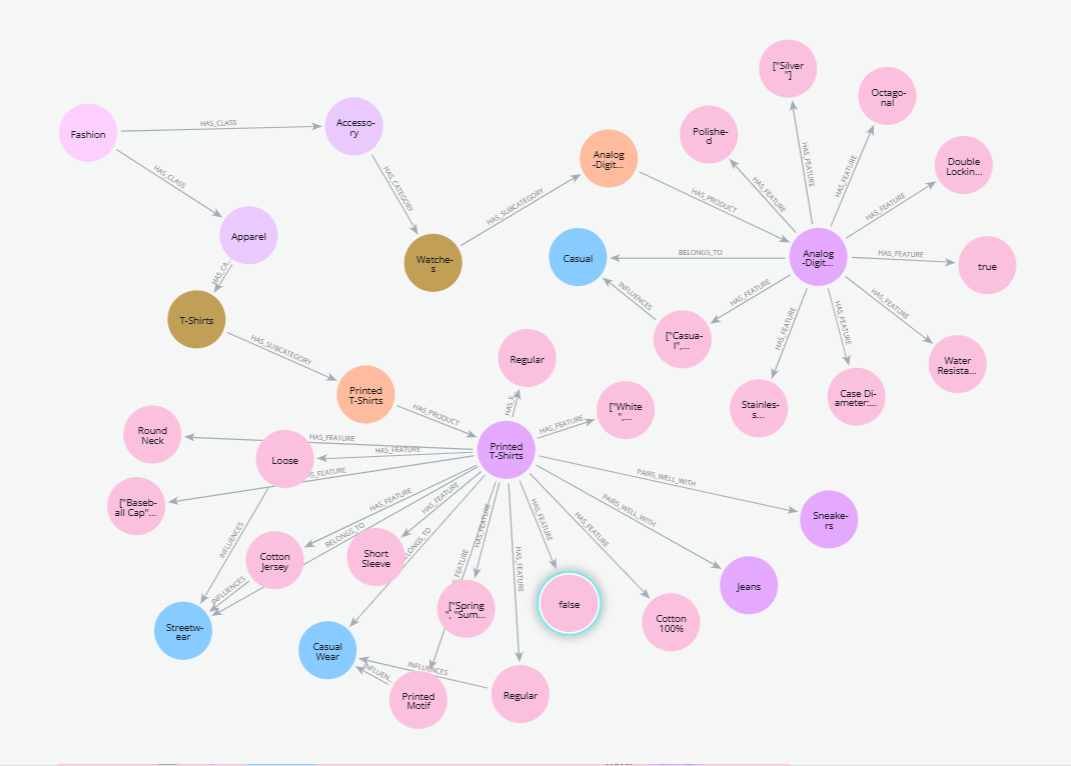 ["Silver
"]
Octago-
nal
Polishe-
d
Fashion
HAS_CLASS
Accesso-
ry
HAS_FEATURE
HAS_FEATURE
Analog
-Digit...
Double
Lockin...
HAS_CLASS
HAS_CATEGORY
HAS_SUBCATEGORY
HAS_PRODUCT
HAS_FEATURE
HAS_FEATURE
Apparel
Watche-
s
Casual
BELONGS_TO
Analog
-Digit...
HAS_FEATURE
true
HAS_CA...
INFLUENCES
HAS_FEATURE
HAS_FEATURE
HAS_FEATURE
HAS_FEATURE
T-Shirts
["Casua-
l",...
HAS_SUBCATEGORY
Regular
Water
Resista...
Printed
T-Shirts
Stainles-
s...
Case Di-
ameter:...
HAS_PRODUCT
HAS_F...
HAS_FEATURE
["White
",...
Round
Neck
HAS_FEATURE
Loose
HAS_FEATURE
Printed
T-Shirts
S_FEATURE
PAIRS_WELL_WITH
["Baseb-
all Cap"...
HAS_FEATURE
HAS_FEATURE
HAS_FEATURE
HAS_FEATURE
HAS_FEATURE
PAIRS_WELL_WITH
Sneake-
rs
INFLUENCES
BELONGS_TO
LONGS_TO
S_FEATURE
HAS_FEATURE
Cotton
Jersey
Short
Sleeve
INFLUENCES
["Spring
", "Sum...
false
Jeans
Streetw-
ear
Cotton
100%
Casual
Wear
INFLUEN...
INFLUENCES
Printed
Motif
Regular